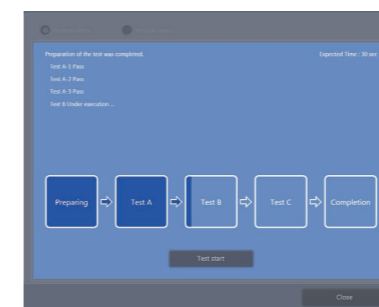 Preparation of the test was completed.
Expected Time : 30 sec
Test A-1 Pass
Test A-2 Pass
Test A-3 Pass
Test B Under execution ...
Preparing
Test A
Test B
Test C
Completion
Test start
Close